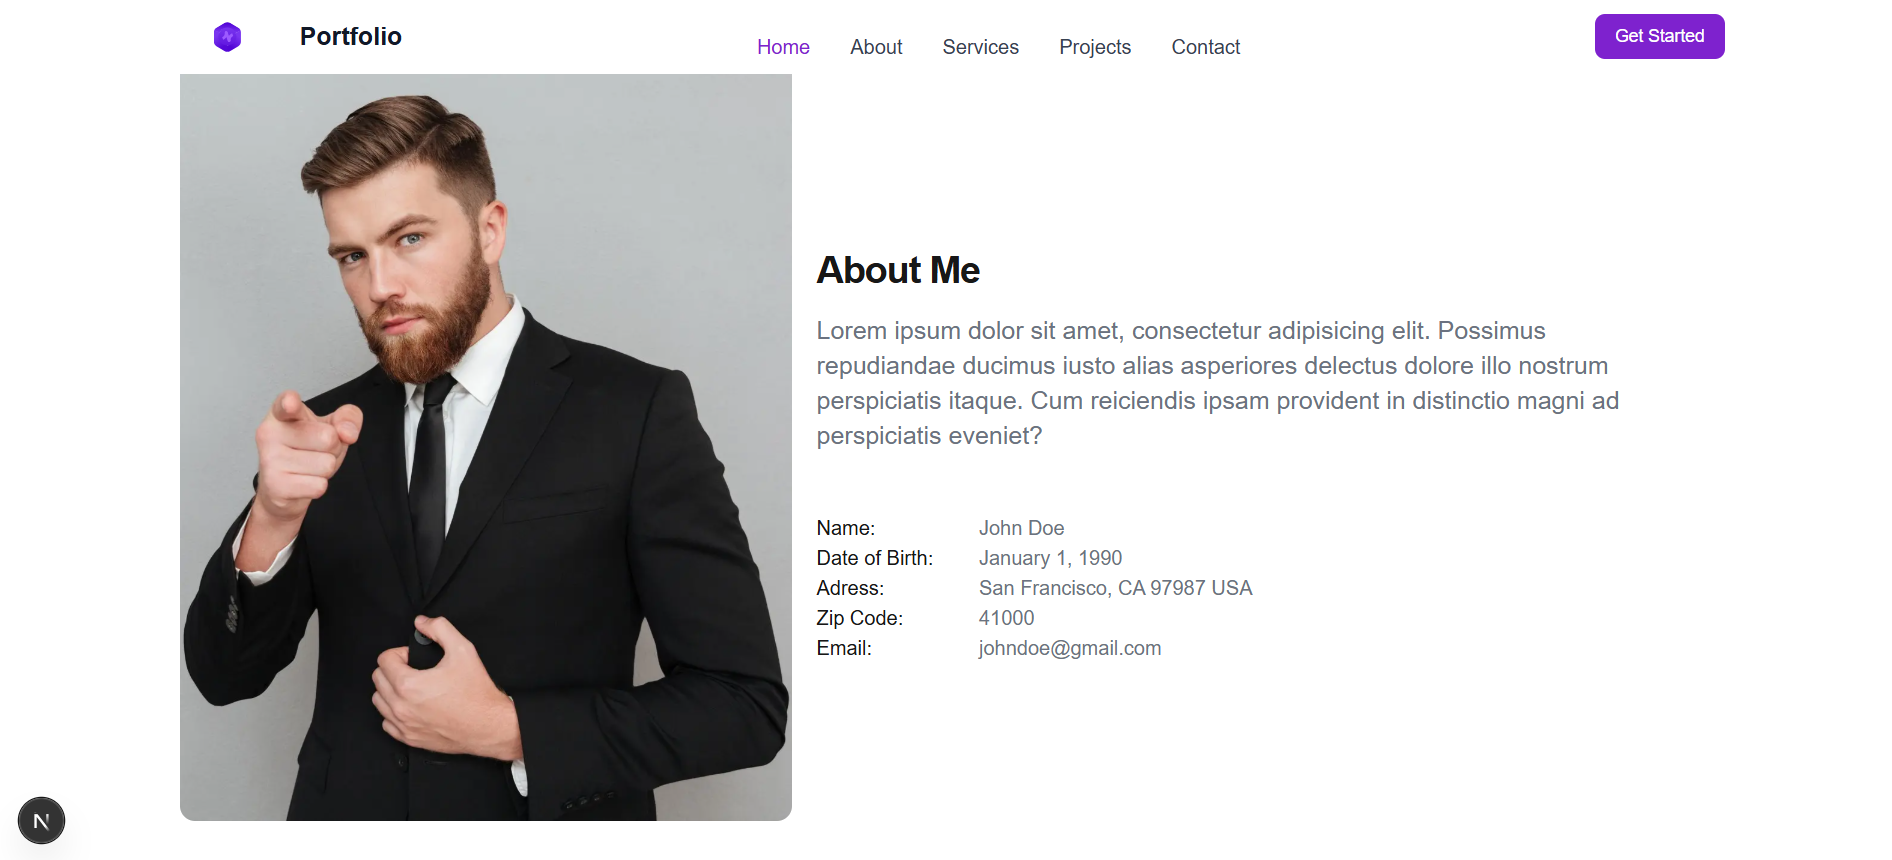 Portfolio
Home About Services Projects Contact
Get Started
About Me
Lorem ipsum dolor sit amet, consectetur adipisicing elit. Possimus
repudiandae ducimus iusto alias asperiores delectus dolore illo nostrum
perspiciatis itaque. Cum reiciendis ipsam provident in distinctio magni ad
perspiciatis eveniet?
Name: John Doe
Date of Birth: January 1, 1990
Adress: San Francisco, CA 97987 USA
Zip Code: 41000
Email: johndoe@gmail.com
N